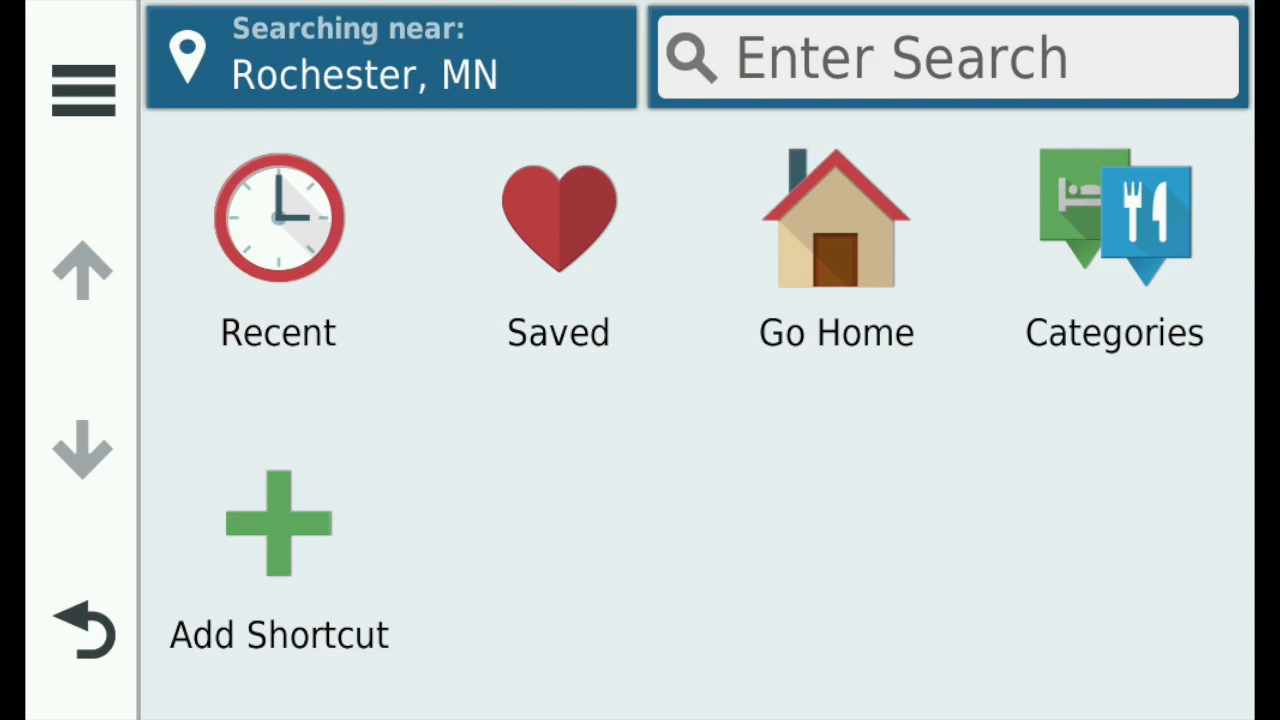 Searching near:
Rochester, MN
Enter Search
Recent
Saved
Go Home
Categories
Add Shortcut